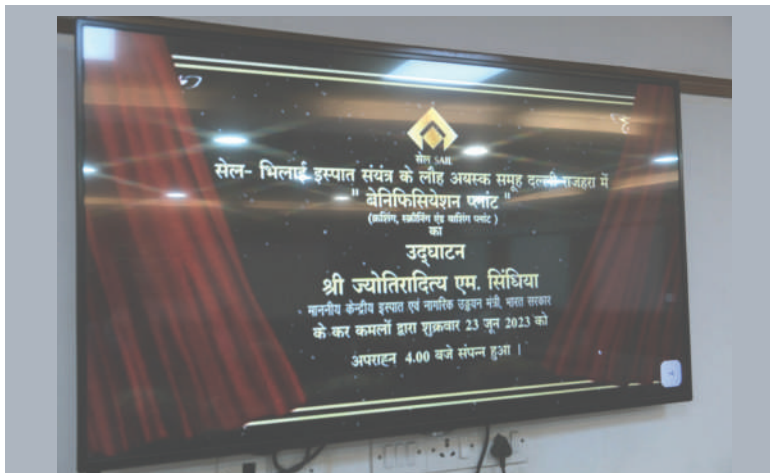 सेल SAIL
सेल- भिलाई इस्पात संयंत्र के लौह अयस्क समूह दल्ली राजहरा में
" बेनिफिसियेशन प्लांट "
(क्रशिंग, स्क्रीनिंग एंड वाशिंग प्लांट )
का
उद्घाटन
श्री ज्योतिरादित्य एम. सिंधिया
माननीय केन्द्रीय इस्पात एवं नागरिक उड्डयन मंत्री, भारत सरकार
के कर कमलों द्वारा शुक्रवार 23 जून 2023 को
अपराह्न 4.00 बजे संपन्न हुआ ।